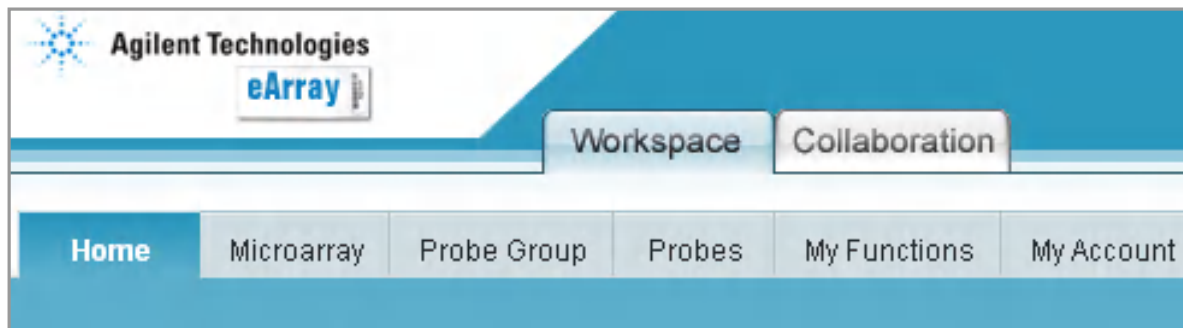 Agilent Technologies
eArray
Workspace Collaboration
Home Microarray Probe Group Probes My Functions My Account